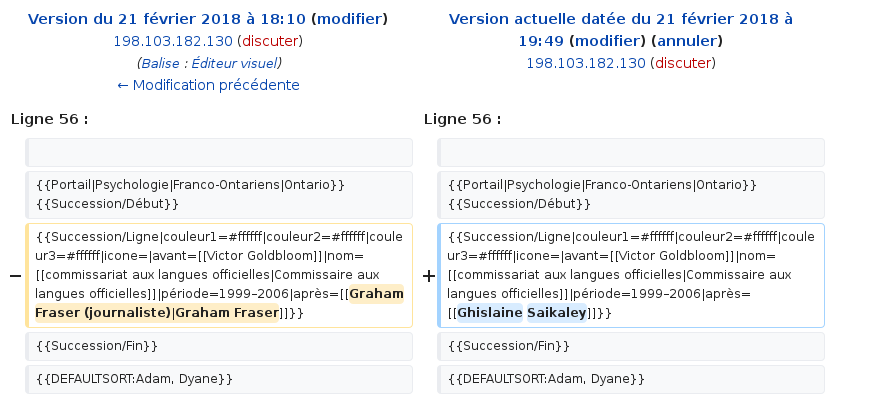 Version du 21 février 2018 à 18:10 (modifier)
198.103.182.130 (discuter)
(Balise : Éditeur visuel)
← Modification précédente
Ligne 56 :
{{Portail|Psychologie|Franco-Ontariens|Ontario}}
{{Succession/Début}}
− {{Succession/Ligne|couleur1=#ffffff|couleur2=#ffffff|coule
ur3=#ffffff|icone=|avant=[[Victor Goldbloom]]|nom=
[[commissariat aux langues officielles|Commissaire aux
langues officielles]]|période=1999–2006|après=[[Graham
Fraser (journaliste)|Graham Fraser]]}}
{{Succession/Fin}}
{{DEFAULTSORT:Adam, Dyane}}
Version actuelle datée du 21 février 2018 à
19:49 (modifier) (annuler)
198.103.182.130 (discuter)
Ligne 56 :
{{Portail|Psychologie|Franco-Ontariens|Ontario}}
{{Succession/Début}}
+ {{Succession/Ligne|couleur1=#ffffff|couleur2=#ffffff|coule
ur3=#ffffff|icone=|avant=[[Victor Goldbloom]]|nom=
[[commissariat aux langues officielles|Commissaire aux
langues officielles]]|période=1999–2006|après=
[[Ghislaine Saikaley]]}}
{{Succession/Fin}}
{{DEFAULTSORT:Adam, Dyane}}